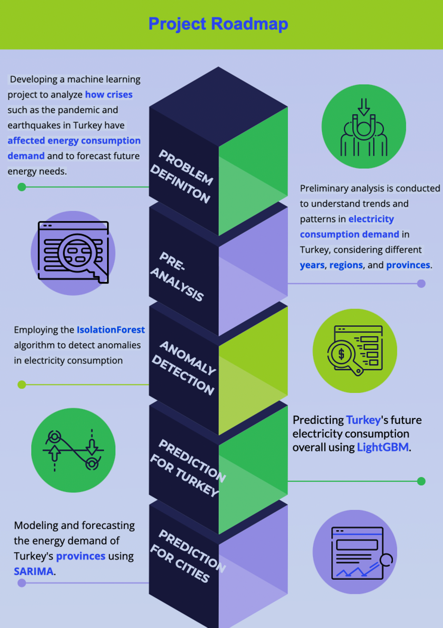 Project Roadmap
Developing a machine learning
project to analyze how crises
such as the pandemic and
earthquakes in Turkey have
affected energy consumption
demand and to forecast future
energy needs.
PROBLEM
DEFINITON
Preliminary analysis is conducted
to understand trends and
patterns in electricity
consumption demand in
Turkey, considering different
years, regions, and provinces.
PRE-
ANALYSIS
Employing the IsolationForest
algorithm to detect anomalies
in electricity consumption
ANOMALY
DETECTION
$
PREDICTION
FOR TURKEY
Predicting Turkey's future
electricity consumption
overall using LightGBM.
Modeling and forecasting
the energy demand of
Turkey's provinces using
SARIMA.
PREDICTION
FOR CITIES